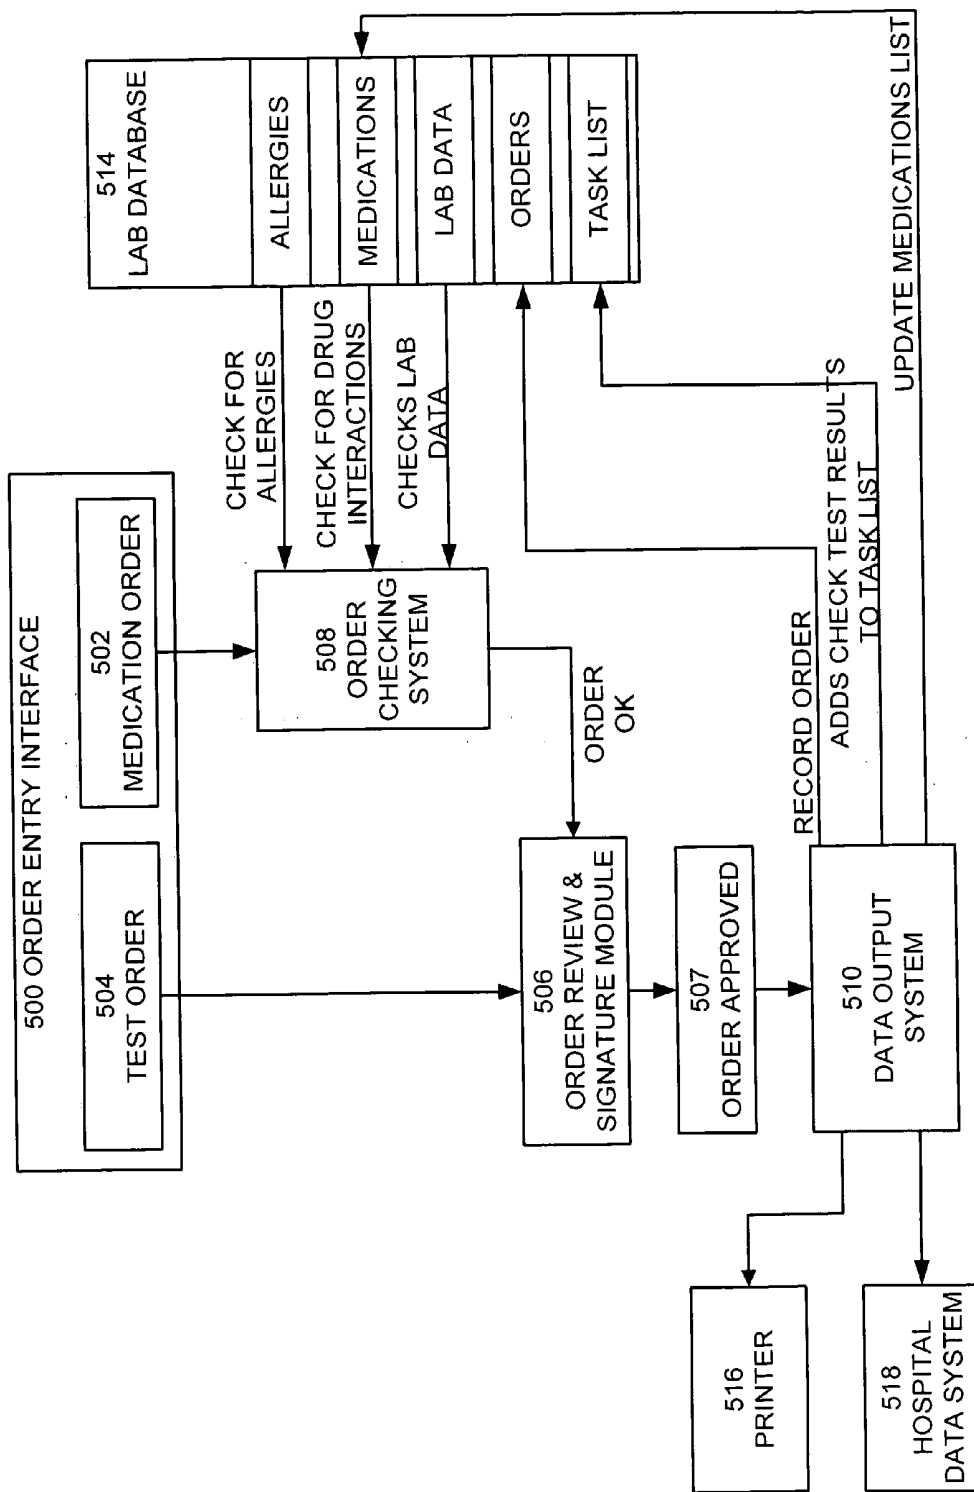 500 ORDER ENTRY INTERFACE
504
TEST ORDER
502
MEDICATION ORDER
514
LAB DATABASE
ALLERGIES
MEDICATIONS
LAB DATA
ORDERS
TASK LIST
CHECK FOR
ALLERGIES
CHECK FOR DRUG
INTERACTIONS
CHECKS LAB
DATA
508
ORDER
CHECKING
SYSTEM
ORDER
OK
506
ORDER REVIEW &
SIGNATURE MODULE
507
ORDER APPROVED
510
DATA OUTPUT
SYSTEM
RECORD ORDER
ADDS CHECK TEST RESULTS
TO TASK LIST
UPDATE MEDICATIONS LIST
516
PRINTER
518
HOSPITAL
DATA SYSTEM